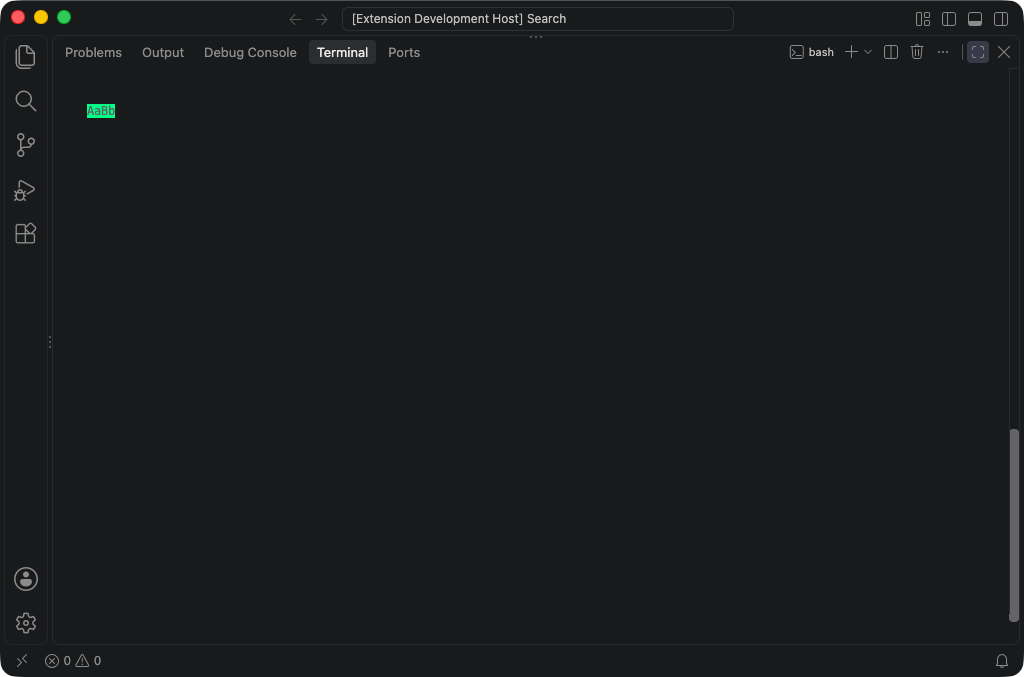 [Extension Development Host] Search
Problems Output Debug Console Terminal Ports
bash
AaBb
0 0